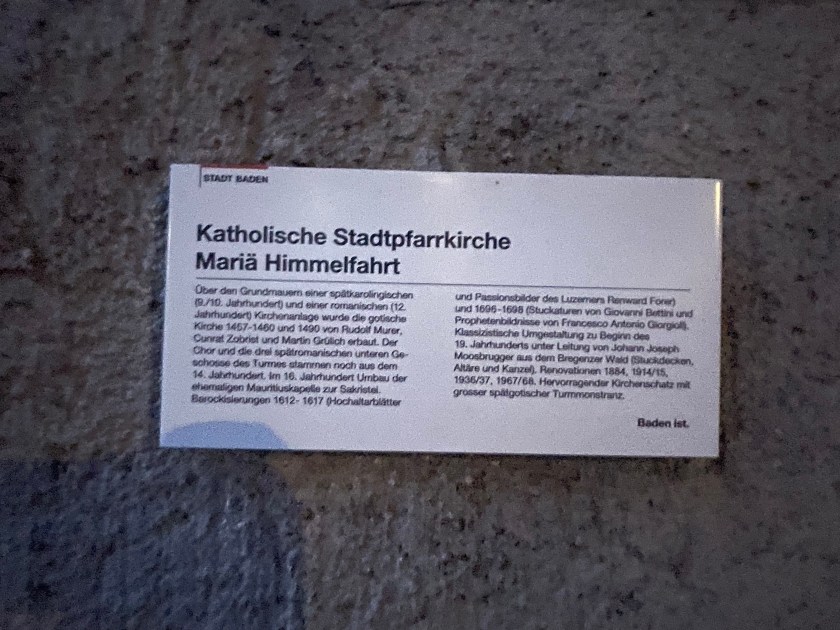 STADT BADEN
Katholische Stadtpfarrkirche
Mariä Himmelfahrt
Über den Grundmauern einer spätkarolingischen
(9./10. Jahrhundert) und einer romanischen (12.
Jahrhundert) Kirchenanlage wurde die gotische
Kirche 1457-1460 und 1490 von Rudolf Murer,
Cunrat Zobrist und Martin Grülich erbaut. Der
Chor und die drei spätromanischen unteren Ge-
schosse des Turmes stammen noch aus dem
14. Jahrhundert. Im 16. Jahrhundert Umbau der
ehemaligen Mauritiuskapelle zur Sakristei.
Barockisierungen 1612- 1617 (Hochaltarblätter
und Passionsbilder des Luzerners Renward Forer)
und 1696-1698 (Stuckaturen von Giovanni Bettini und
Prophetenbildnisse von Francesco Antonio Giorgioli).
Klassizistische Umgestaltung zu Beginn des
19. Jahrhunderts unter Leitung von Johann Joseph
Moosbrugger aus dem Bregenzer Wald (Stuckdecken,
Altäre und Kanzel). Renovationen 1884, 1914/15,
1936/37, 1967/68. Hervorragender Kirchenschatz mit
grosser spätgotischer Turmmonstranz.
Baden ist.